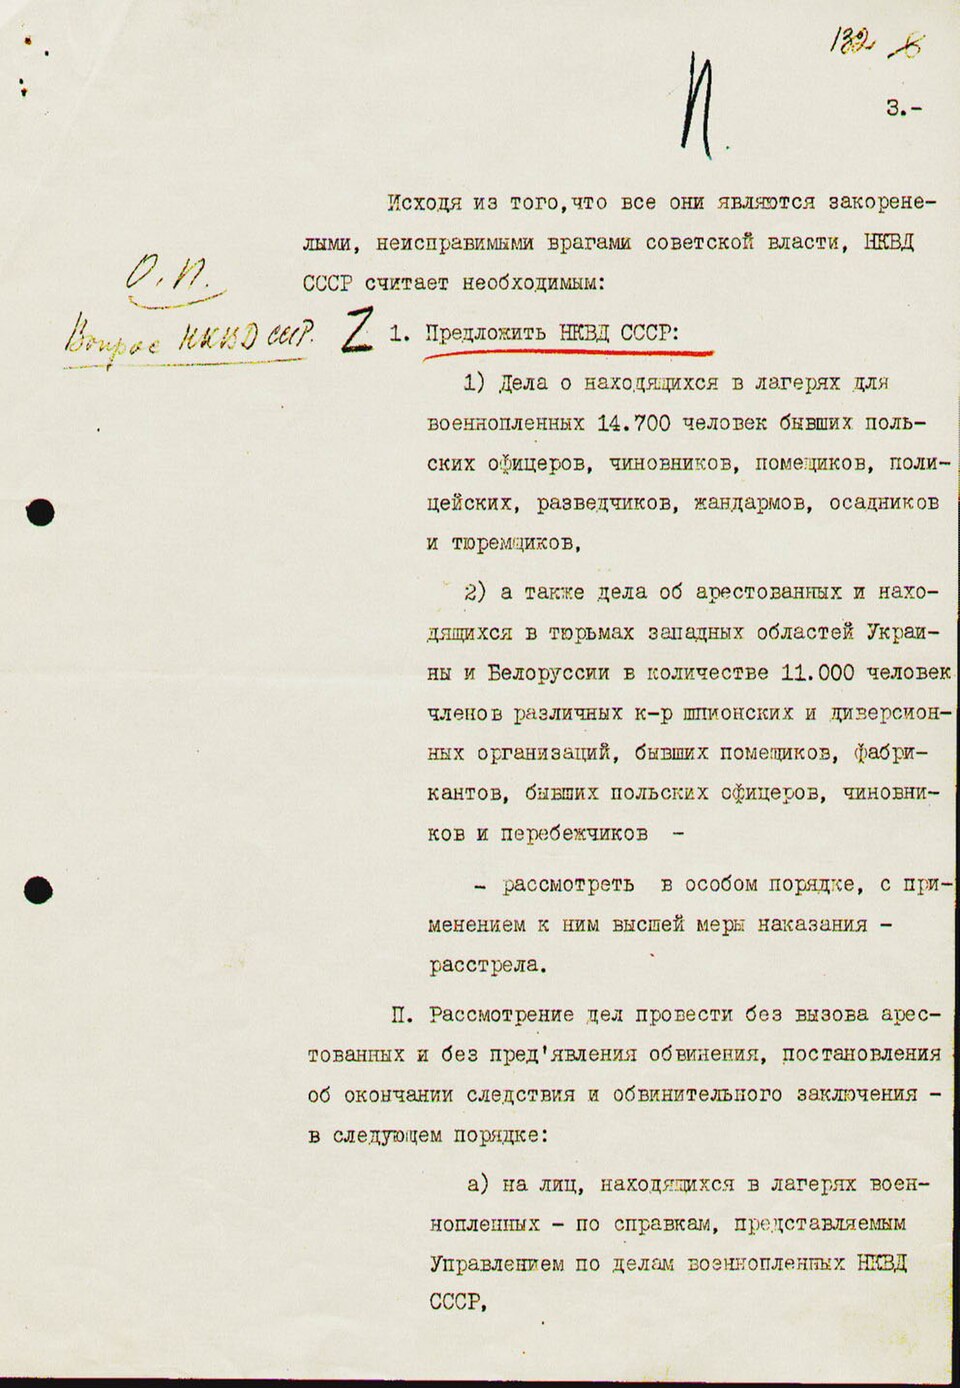 132
3.-
П.
Исходя из того,что все они являются закорене-
лыми, неисправимыми врагами советской власти, НКВД
СССР считает необходимым:
О.П.
Вопрос НКВД СССР.
1. Предложить НКВД СССР:
1) Дела о находящихся в лагерях для
военнопленных 14.700 человек бывших поль-
ских офицеров, чиновников, помещиков, поли-
цейских, разведчиков, жандармов, осадников
и тюремщиков,
2) а также дела об арестованных и нахо-
дящихся в тюрьмах западных областей Украи-
ны и Белоруссии в количестве 11.000 человек
членов различных к-р шпионских и диверсион-
ных организаций, бывших помещиков, фабри-
кантов, бывших польских офицеров, чиновни-
ков и перебежчиков -
- рассмотреть в особом порядке, с при-
менением к ним высшей меры наказания -
расстрела.
П. Рассмотрение дел провести без вызова арес-
тованных и без пред'явления обвинения, постановления
об окончании следствия и обвинительного заключения -
в следующем порядке:
а) на лиц, находящихся в лагерях воен-
нопленных - по справкам, представляемым
Управлением по делам военнопленных НКВД
СССР,